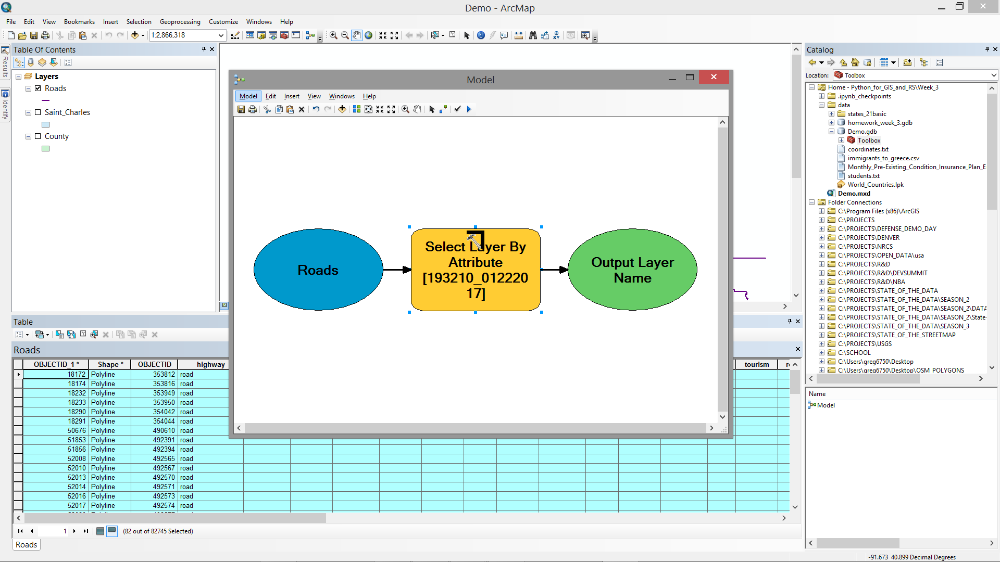 Demo - ArcMap
File Edit View Bookmarks Insert Selection Geoprocessing Customize Windows Help
1:2,866,318
Results
Identify
Table Of Contents
Layers
Roads
Saint_Charles
County
Model
Model Edit Insert View Windows Help
Roads
Select Layer By
Attribute
[193210_012220
17]
Output Layer
Name
Catalog
Location: Toolbox
Home - Python_for_GIS_and_RS\Week_3
.ipynb_checkpoints
data
states_21basic
homework_week_3.gdb
Demo.gdb
Toolbox
coordinates.txt
immigrants_to_greece.csv
Monthly_Pre-Existing_Condition_Insurance_Plan_E
students.txt
World_Countries.lpk
Demo.mxd
Folder Connections
C:\Program Files (x86)\ArcGIS
C:\PROJECTS
C:\PROJECTS\DEFENSE_DEMO_DAY
C:\PROJECTS\DENVER
C:\PROJECTS\NRCS
C:\PROJECTS\OPEN_DATA\usa
C:\PROJECTS\R&D
C:\PROJECTS\R&D\DEVSUMMIT
C:\PROJECTS\R&D\NBA
C:\PROJECTS\STATE_OF_THE_DATA
C:\PROJECTS\STATE_OF_THE_DATA\SEASON_2
C:\PROJECTS\STATE_OF_THE_DATA\SEASON_2\DATA
C:\PROJECTS\STATE_OF_THE_DATA\SEASON_2\State-
C:\PROJECTS\STATE_OF_THE_DATA\SEASON_3
C:\PROJECTS\STATE_OF_THE_STREETMAP
C:\PROJECTS\USGS
C:\SCHOOL
C:\Users\greg6750\Desktop
C:\Users\greg6750\Desktop\OSM_POLYGONS
Name
Model
Table
Roads
OBJECTID_1 * Shape * OBJECTID highway tourism
18172 Polyline 353812 road
18174 Polyline 353816 road
18232 Polyline 353949 road
18233 Polyline 353950 road
18290 Polyline 354042 road
18291 Polyline 354044 road
50676 Polyline 490610 road
51853 Polyline 492391 road
51856 Polyline 492394 road
52008 Polyline 492565 road
52010 Polyline 492567 road
52013 Polyline 492570 road
52014 Polyline 492571 road
52016 Polyline 492573 road
52017 Polyline 492574 road
1 (82 out of 82745 Selected)
Roads
-91.673 40.899 Decimal Degrees